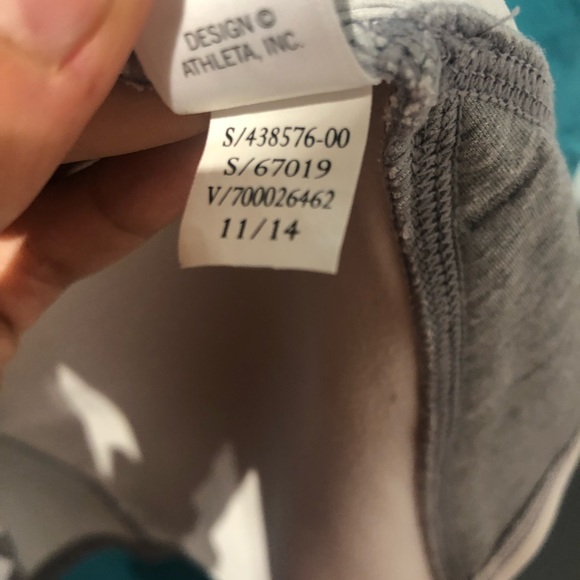 DESIGN ©
ATHLETA, INC.
S/438576-00
S/67019
V/700026462
11/14